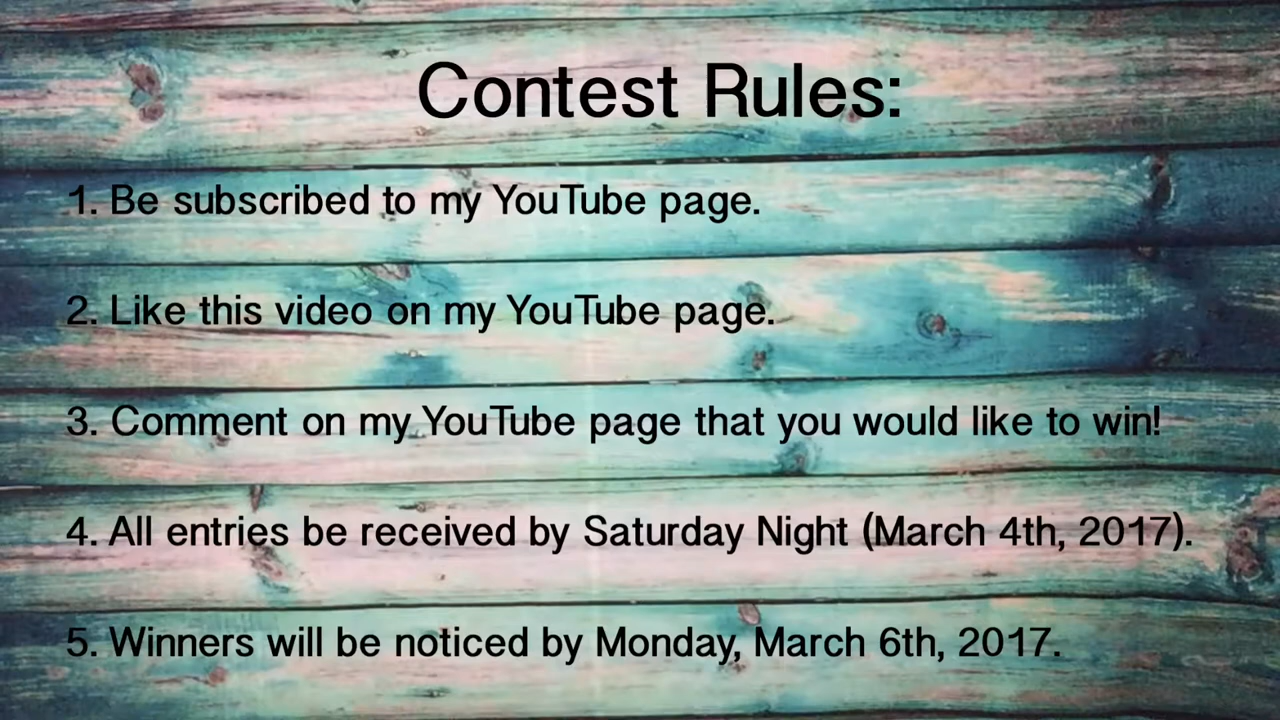 Contest Rules:
1. Be subscribed to my YouTube page.
2. Like this video on my YouTube page.
3. Comment on my YouTube page that you would like to win!
4. All entries be received by Saturday Night (March 4th, 2017).
5. Winners will be noticed by Monday, March 6th, 2017.